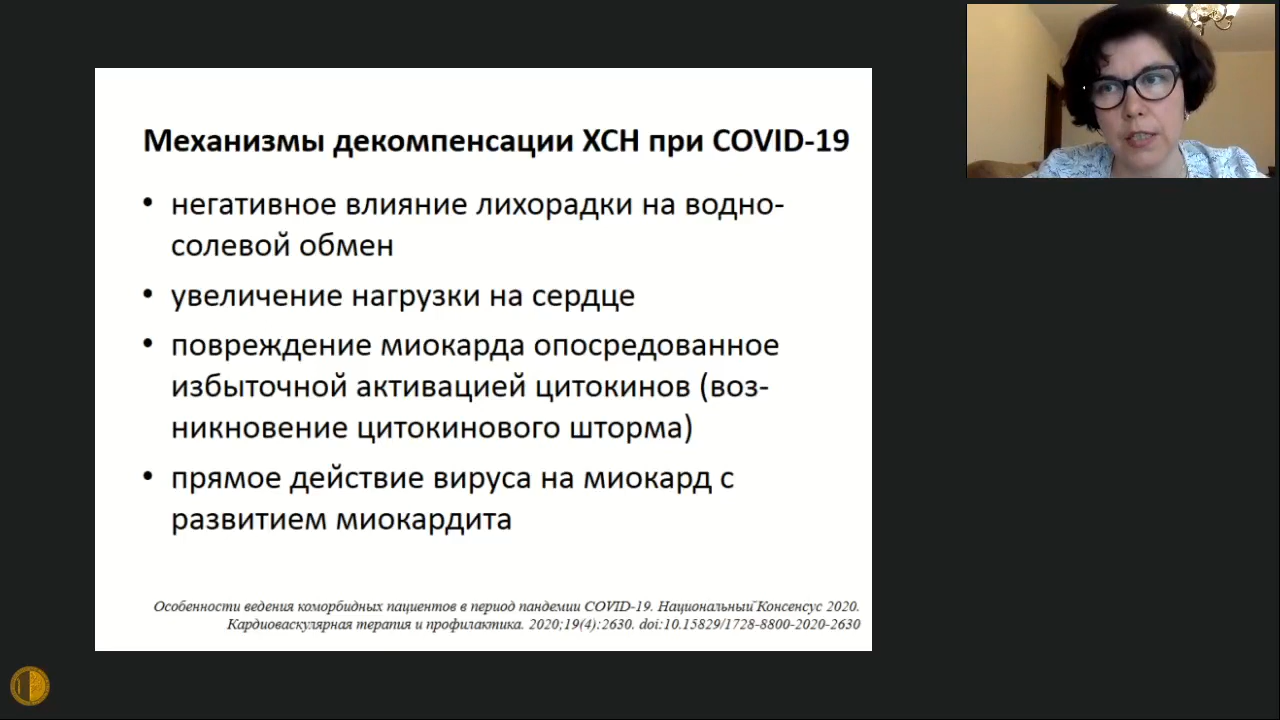 Механизмы декомпенсации ХСН при COVID-19
• негативное влияние лихорадки на водно-
солевой обмен
• увеличение нагрузки на сердце
• повреждение миокарда опосредованное
избыточной активацией цитокинов (воз-
никновение цитокинового шторма)
• прямое действие вируса на миокард с
развитием миокардита
Особенности ведения коморбидных пациентов в период пандемии COVID-19. Национальный Консенсус 2020.
Кардиоваскулярная терапия и профилактика. 2020;19(4):2630. doi:10.15829/1728-8800-2020-2630